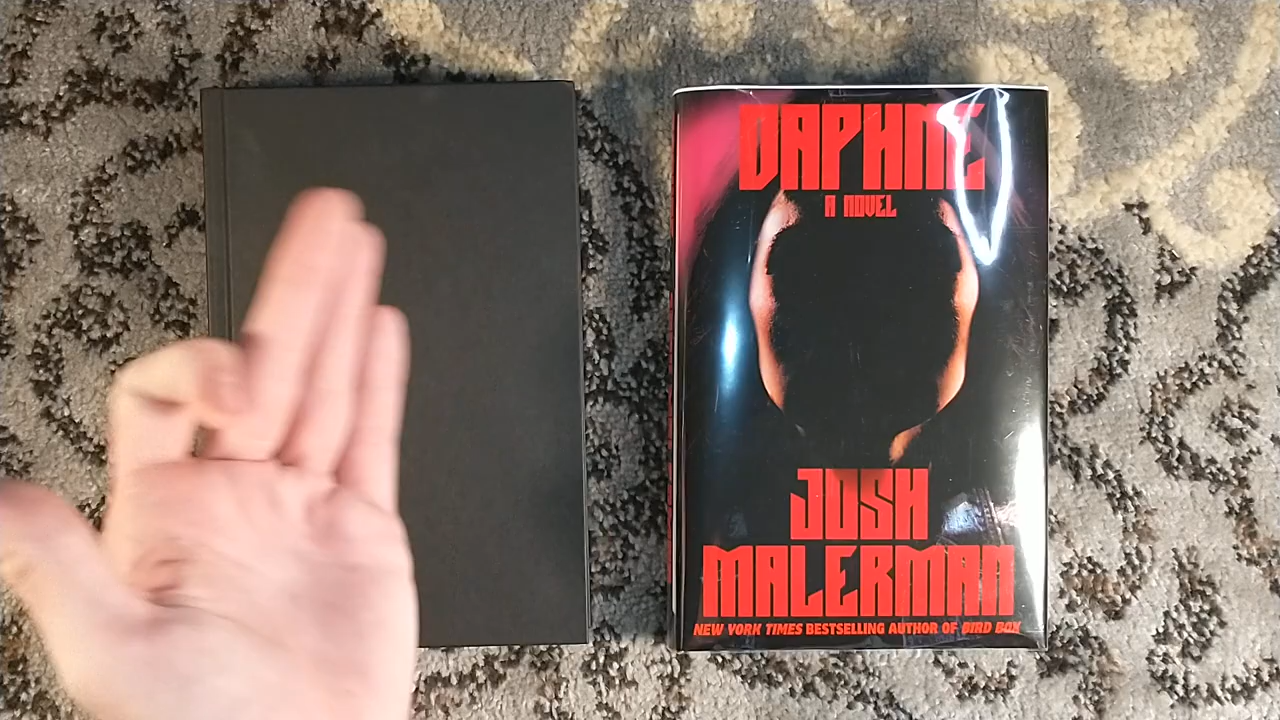 DAPHNE
A NOVEL
JOSH
MALERMAN
NEW YORK TIMES BESTSELLING AUTHOR OF BIRD BOX